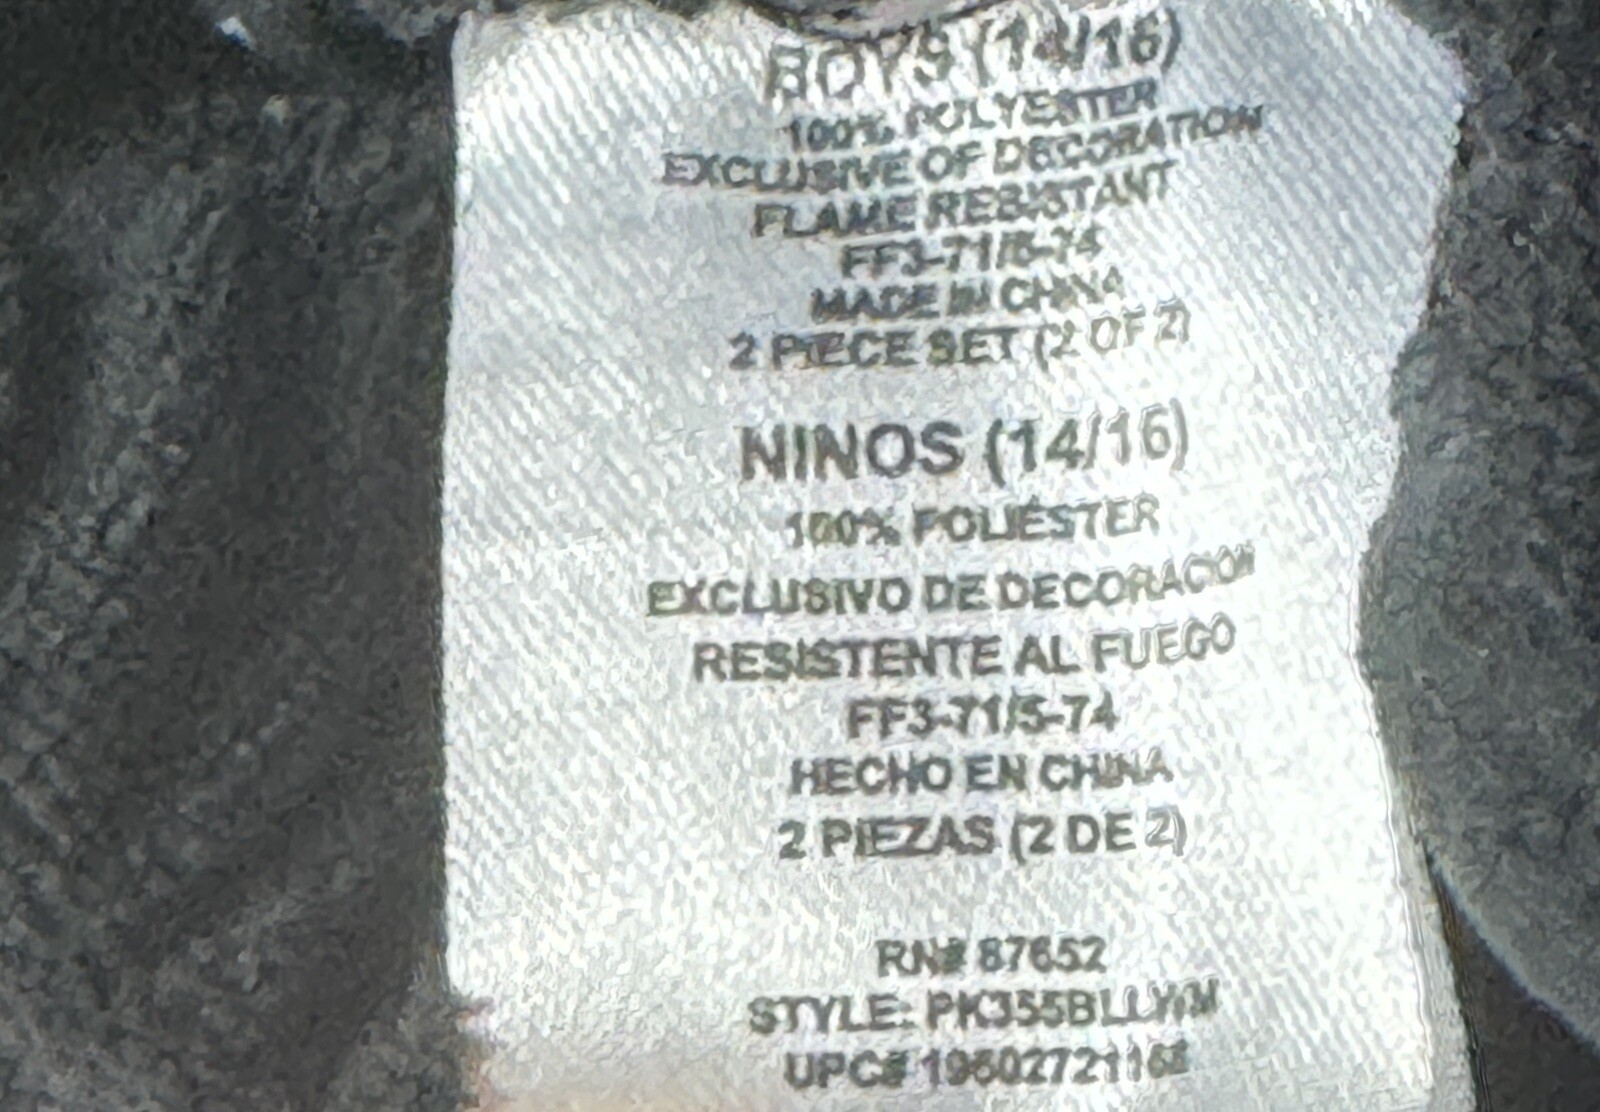 BOYS (14/16)
100% POLYESTER
EXCLUSIVE OF DECORATION
FLAME RESISTANT
FF3-71/5-74
MADE IN CHINA
2 PIECE SET (2 OF 2)
NINOS (14/16)
100% POLIÉSTER
EXCLUSIVO DE DECORACION
RESISTENTE AL FUEGO
FF3-71/5-74
HECHO EN CHINA
2 PIEZAS (2 DE 2)
RN# 87652
STYLE:
UPC#